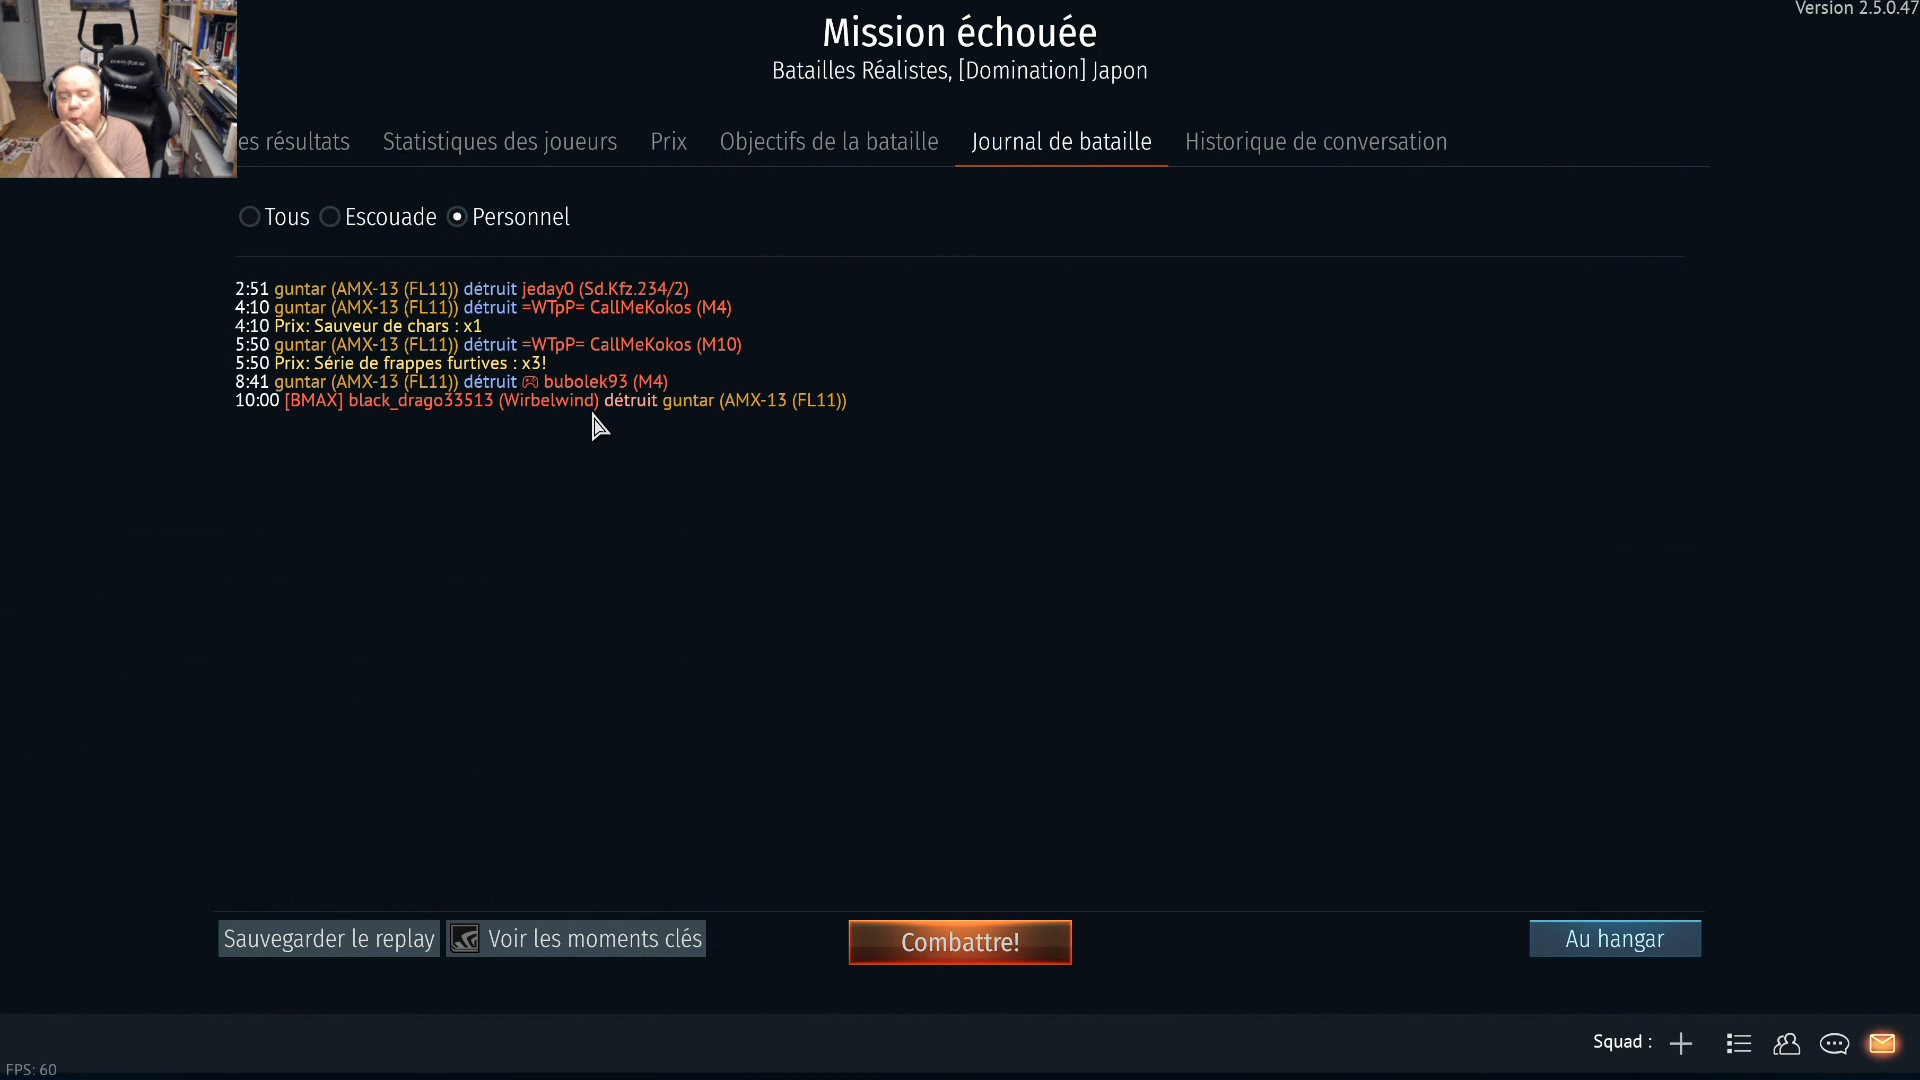 Version 2.5.0.47
Mission échouée
Batailles Réalistes, [Domination] Japon
es résultats Statistiques des joueurs Prix Objectifs de la bataille Journal de bataille Historique de conversation
Tous Escouade Personnel
2:51 guntar (AMX-13 (FL11)) détruit jeday0 (Sd.Kfz.234/2)
4:10 guntar (AMX-13 (FL11)) détruit =WTpP= CallMeKokos (M4)
4:10 Prix: Sauveur de chars : x1
5:50 guntar (AMX-13 (FL11)) détruit =WTpP= CallMeKokos (M10)
5:50 Prix: Série de frappes furtives : x3!
8:41 guntar (AMX-13 (FL11)) détruit bubolek93 (M4)
10:00 [BMAX] black_drago33513 (Wirbelwind) détruit guntar (AMX-13 (FL11))
Sauvegarder le replay Voir les moments clés Combattre! Au hangar
Squad :
FPS: 60